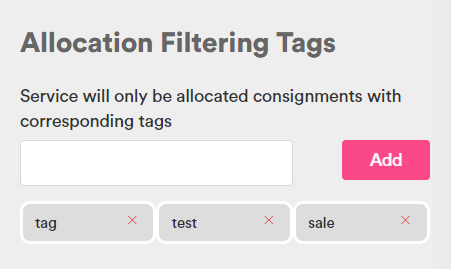 Allocation Filtering Tags
Service will only be allocated consignments with
corresponding tags
Add
tag × test × sale ×